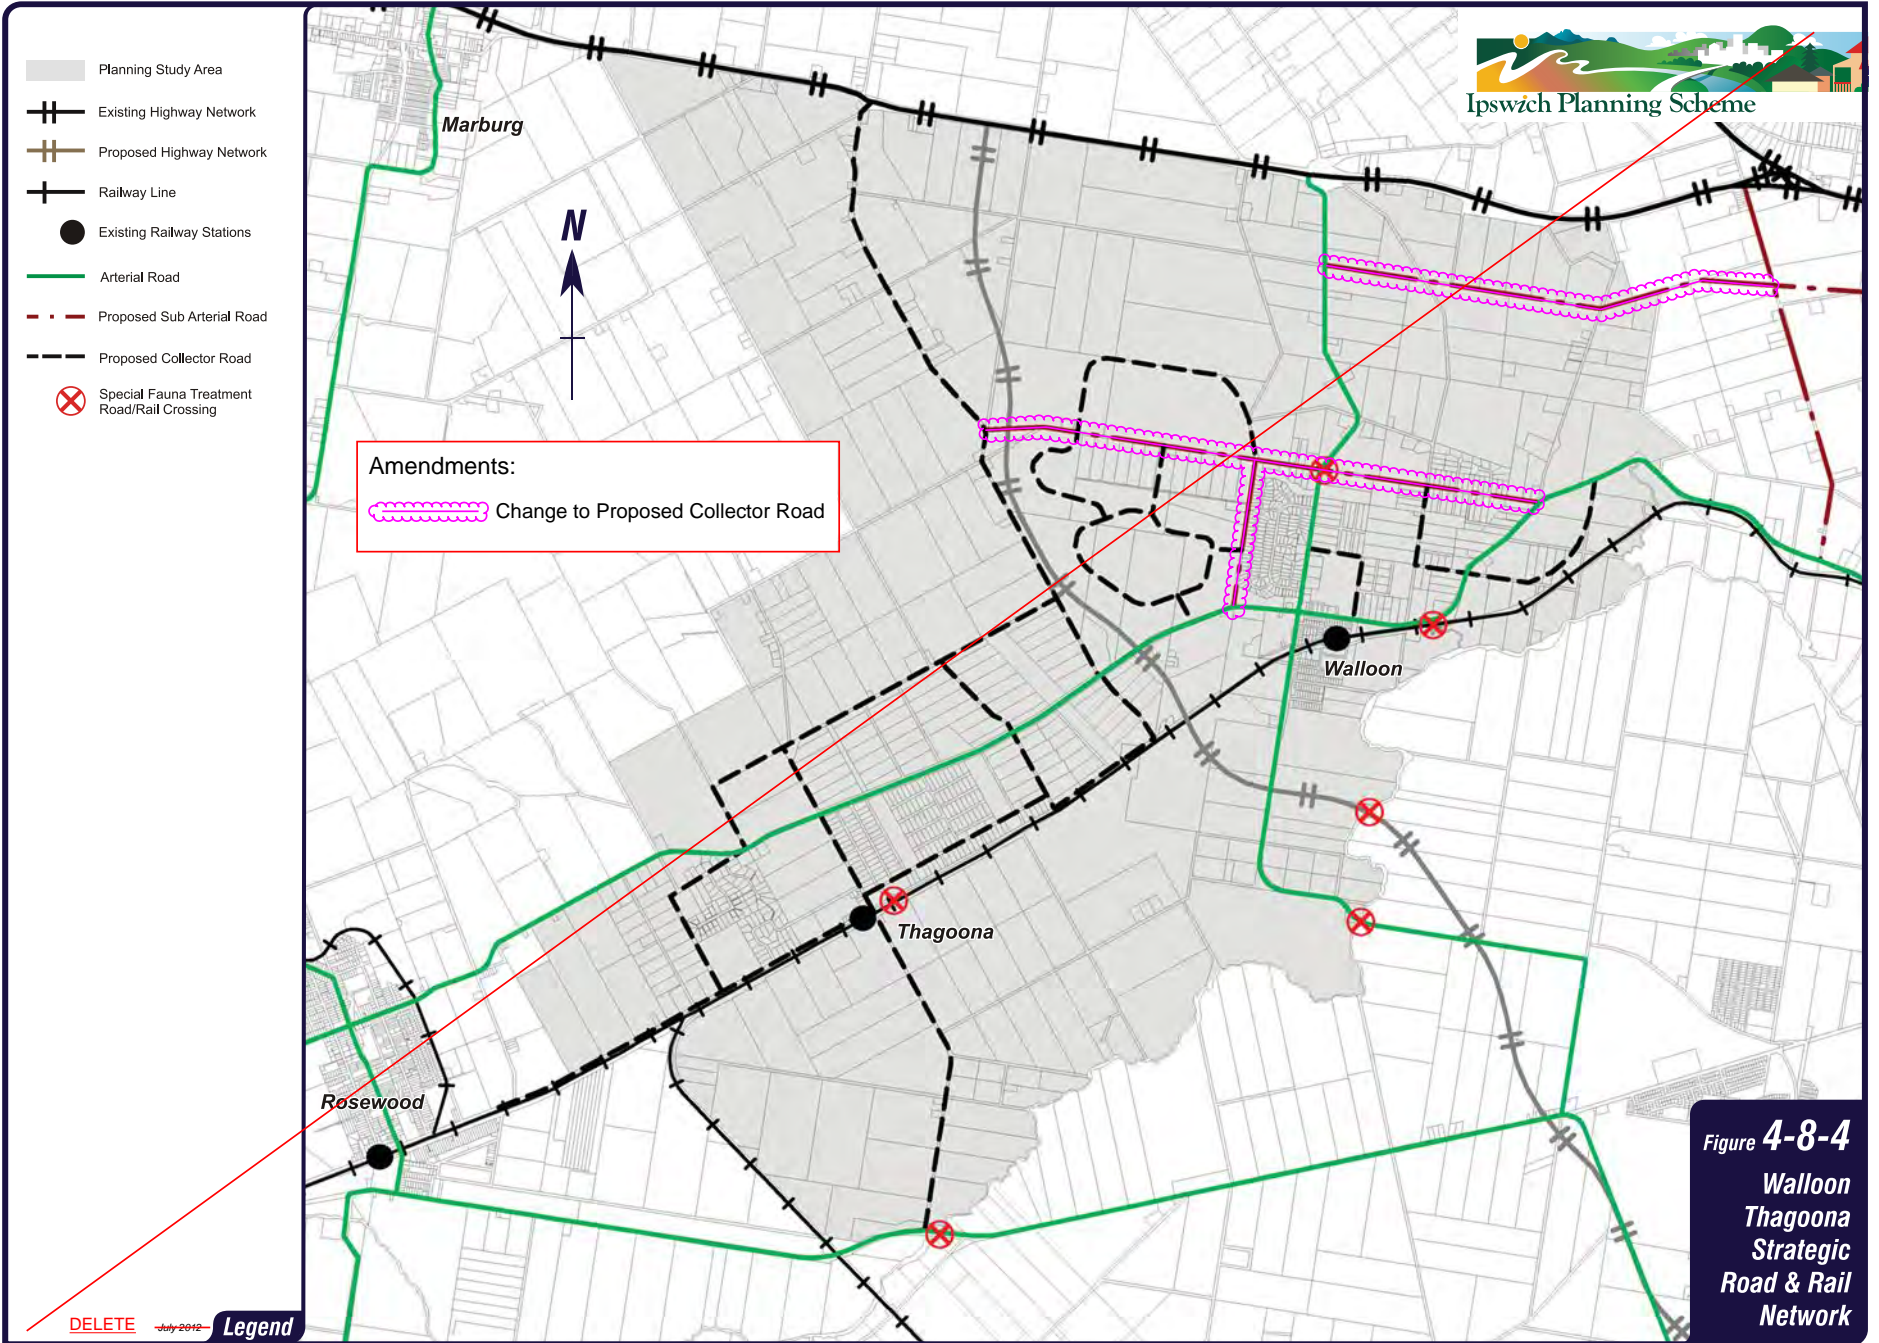 Planning Study Area
Existing Highway Network
Proposed Highway Network
Railway Line
Existing Railway Stations
Arterial Road
Proposed Sub Arterial Road
Proposed Collector Road
Special Fauna Treatment
Road/Rail Crossing
DELETE
July 2012
Legend
Ipswich Planning Scheme
Marburg
N
Amendments:
Change to Proposed Collector Road
Walloon
Thagoona
Rosewood
Figure 4-8-4
Walloon
Thagoona
Strategic
Road & Rail
Network